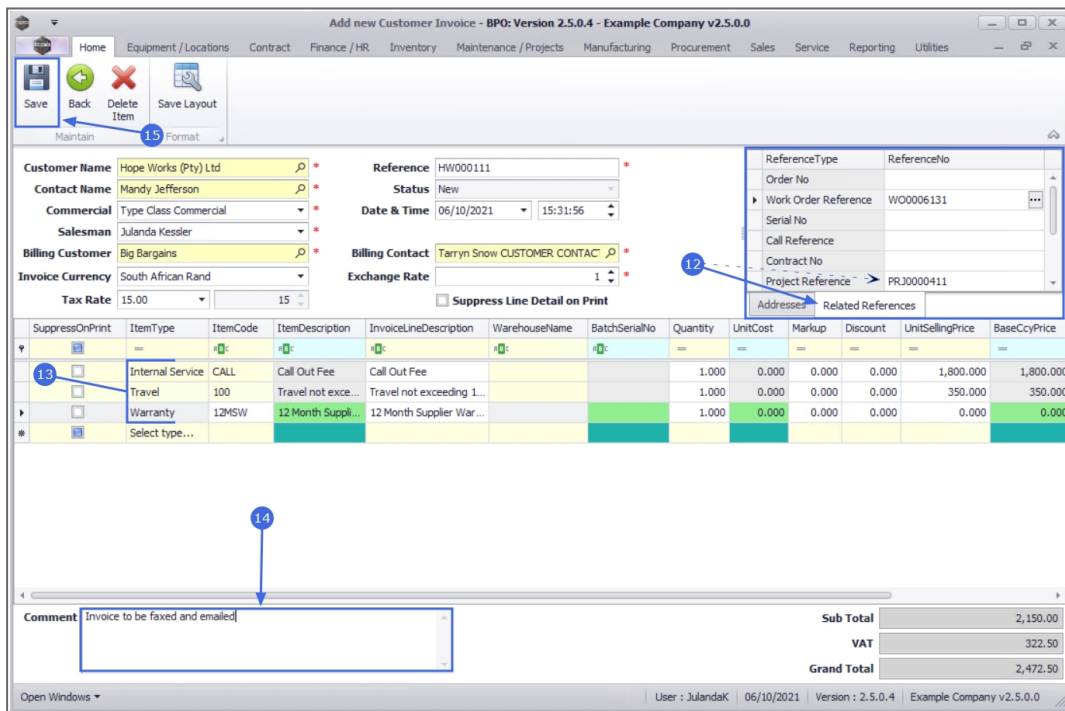 Add new Customer Invoice - BPO: Version 2.5.0.4 - Example Company v2.5.0.0
Home Equipment / Locations Contract Finance / HR Inventory Maintenance / Projects Manufacturing Procurement Sales Service Reporting Utilities
Save Back Delete Item Save Layout
Maintain 15 Format
Customer Name Hope Works (Pty) Ltd * Reference HW000111 *
Contact Name Mandy Jefferson * Status New
Commercial Type Class Commercial * Date & Time 06/10/2021 15:31:56
Salesman Julanda Kessler *
Billing Customer Big Bargains * Billing Contact Tarryn Snow CUSTOMER CONTACT *
Invoice Currency South African Rand Exchange Rate 1 *
Tax Rate 15.00 15 Suppress Line Detail on Print
ReferenceType ReferenceNo
Order No
Work Order Reference WO0006131 ...
Serial No
Call Reference
Contract No
12 Project Reference PRJ0000411
Addresses Related References
SuppressOnPrint ItemType ItemCode ItemDescription InvoiceLineDescription WarehouseName BatchSerialNo Quantity UnitCost Markup Discount UnitSellingPrice BaseCcyPrice
13 Internal Service CALL Call Out Fee Call Out Fee 1.000 0.000 0.000 0.000 1,800.000 1,800.000
Travel 100 Travel not exce... Travel not exceeding 1... 1.000 0.000 0.000 0.000 350.000 350.000
Warranty 12MSW 12 Month Suppli... 12 Month Supplier War... 1.000 0.000 0.000 0.000 0.000 0.000
Select type...
14
Comment Invoice to be faxed and emailed
Sub Total 2,150.00
VAT 322.50
Grand Total 2,472.50
Open Windows User : JulandaK 06/10/2021 Version : 2.5.0.4 Example Company v2.5.0.0